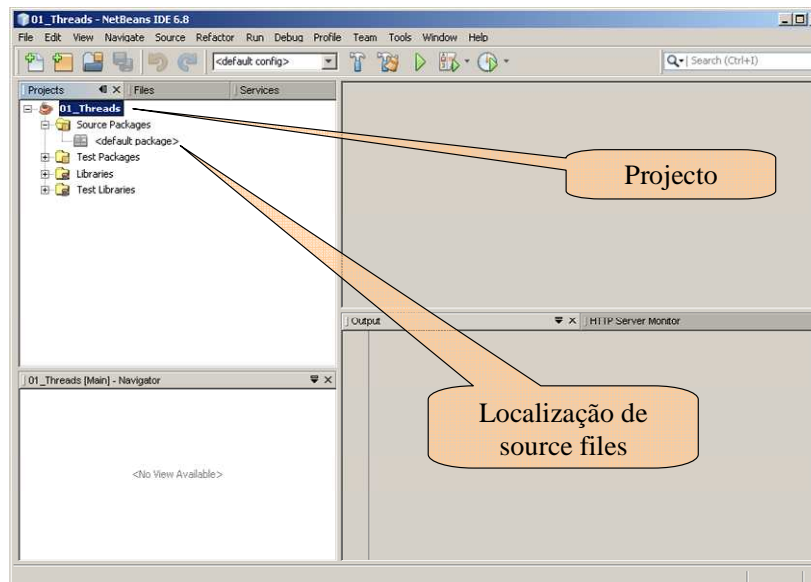 01_Threads - NetBeans IDE 6.8
File Edit View Navigate Source Refactor Run Debug Profile Team Tools Window Help
<default config>
Search (Ctrl+I)
Projects Files Services
01_Threads
Source Packages
<default package>
Test Packages
Libraries
Test Libraries
Projecto
Output HTTP Server Monitor
01_Threads [Main] - Navigator
<No View Available>
Localização de
source files